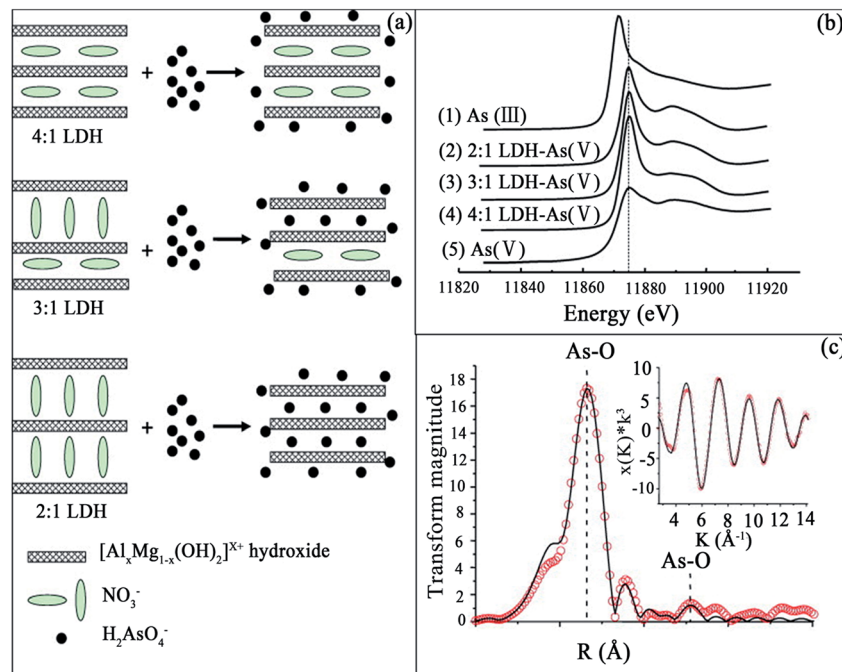 (a)
+
4:1 LDH
+
3:1 LDH
+
2:1 LDH
[AlₓMg₁₋ₓ(OH)₂]ˣ⁺ hydroxide
NO₃⁻
H₂AsO₄⁻
(b)
(1) As (III)
(2) 2:1 LDH-As(V)
(3) 3:1 LDH-As(V)
(4) 4:1 LDH-As(V)
(5) As(V)
11820 11840 11860 11880 11900 11920
Energy (eV)
(c)
As-O
18
16
14
12
10
8
6
4
2
0
Transform magnitude
R (Å)
As-O
10
5
0
-5
-10
x(K)*k³
4 6 8 10 12 14
K (Å⁻¹)